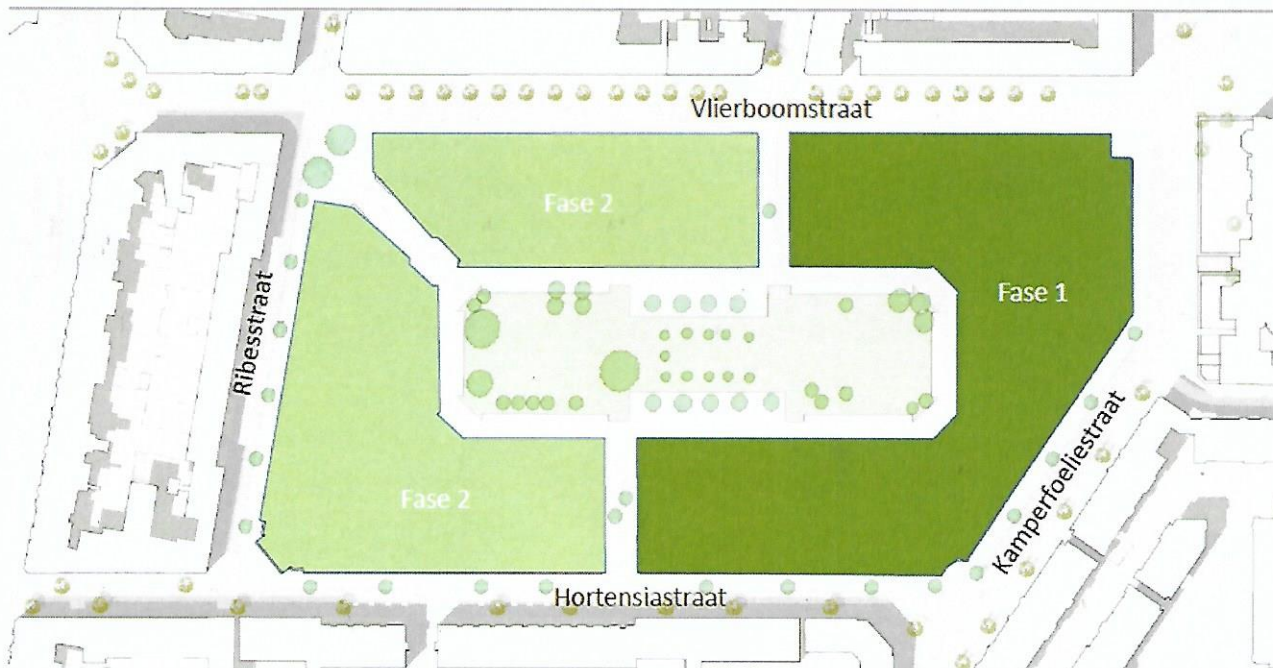 Vlierboomstraat
Fase 2
Fase 1
Ribesstraat
Fase 2
Kamperfoeliestraat
Hortensiastraat